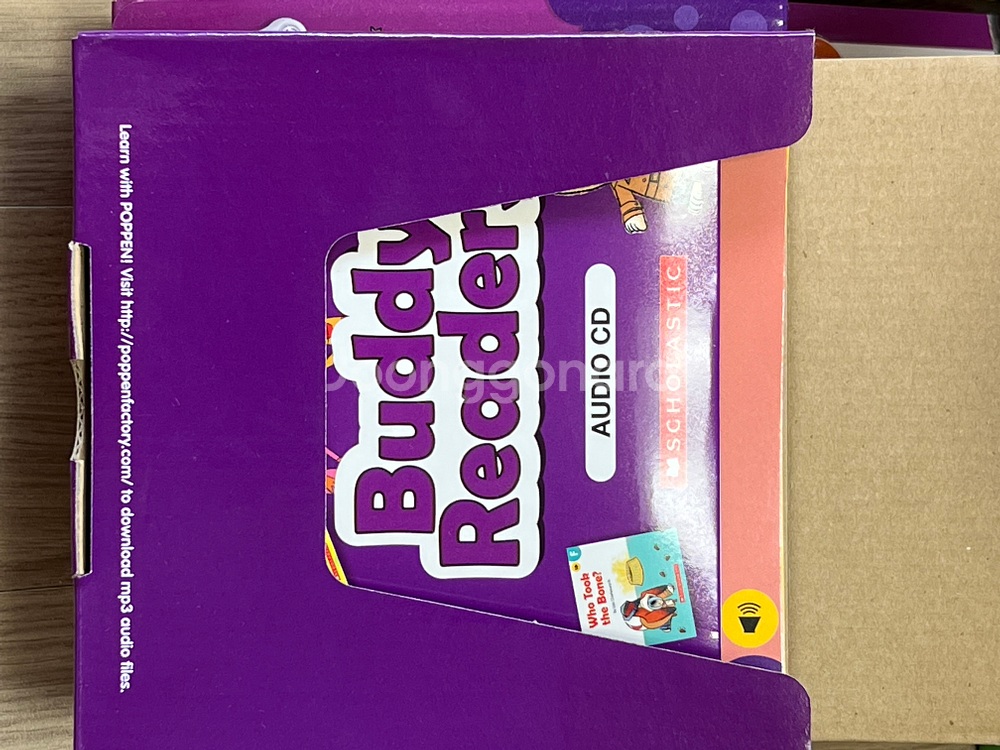 Learn with POPPEN! Visit http://poppenfactory.com/ to download mp3 audio files.
Buddy
Readers
AUDIO CD
SCHOLASTIC
Who Took
the Bone?
F